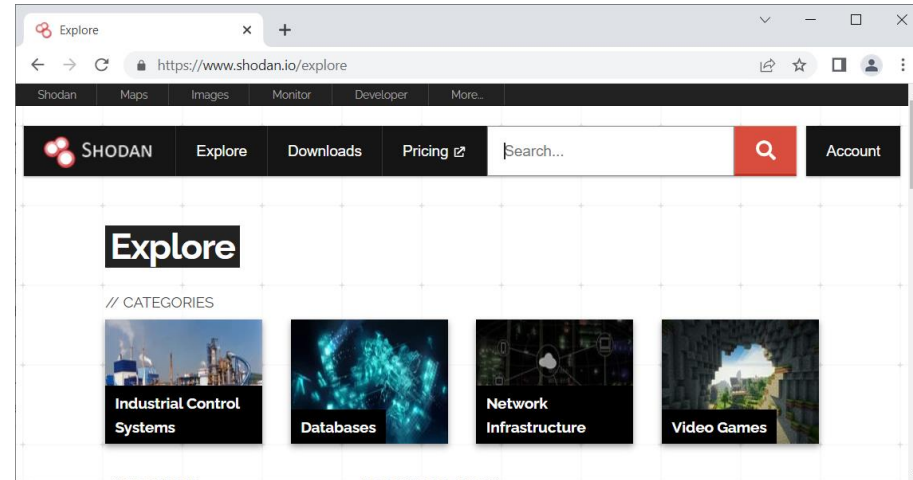 Explore
https://www.shodan.io/explore
Shodan Maps Images Monitor Developer More...
SHODAN Explore Downloads Pricing Search... Account
Explore
// CATEGORIES
Industrial Control
Systems
Databases
Network
Infrastructure
Video Games